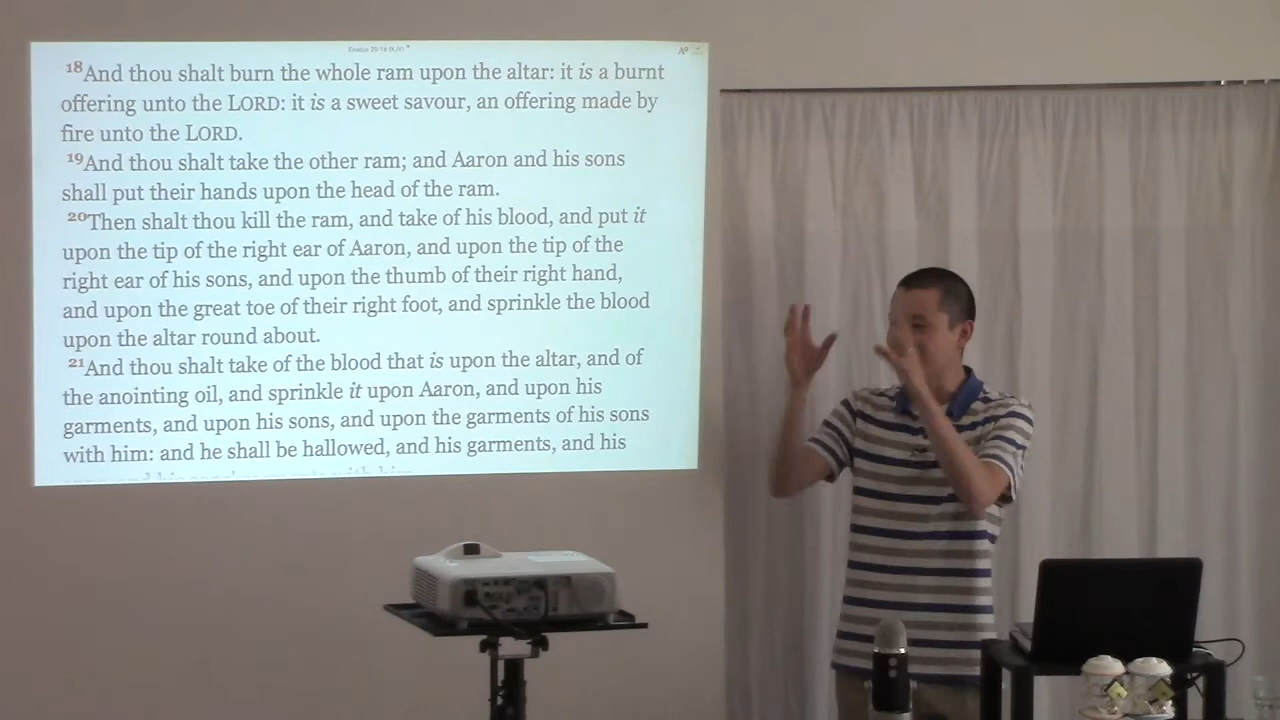 Exodus 29:18 (KJV)
18And thou shalt burn the whole ram upon the altar: it is a burnt
offering unto the LORD: it is a sweet savour, an offering made by
fire unto the LORD.
19And thou shalt take the other ram; and Aaron and his sons
shall put their hands upon the head of the ram.
20Then shalt thou kill the ram, and take of his blood, and put it
upon the tip of the right ear of Aaron, and upon the tip of the
right ear of his sons, and upon the thumb of their right hand,
and upon the great toe of their right foot, and sprinkle the blood
upon the altar round about.
21And thou shalt take of the blood that is upon the altar, and of
the anointing oil, and sprinkle it upon Aaron, and upon his
garments, and upon his sons, and upon the garments of his sons
with him: and he shall be hallowed, and his garments, and his